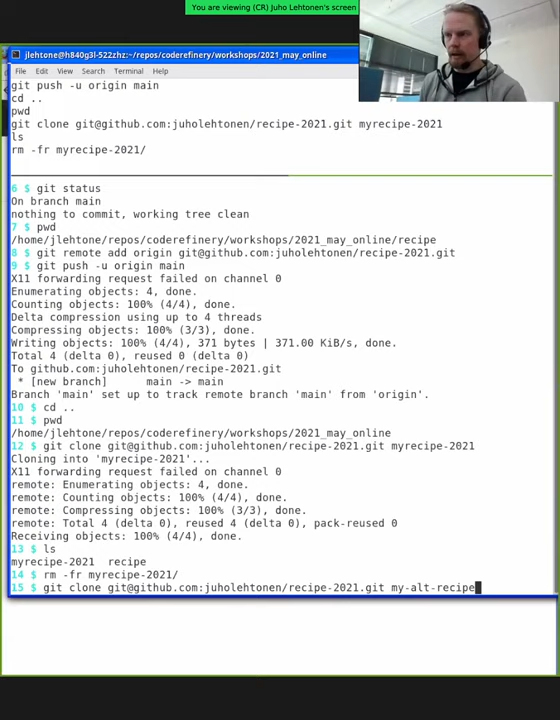 You are viewing (CR) Juho Lehtonen's screen
jlehtone@h840g3l-522zhz:~/repos/coderefinery/workshops/2021_may_online
File Edit View Search Terminal Help
git push -u origin main
cd ..
pwd
git clone git@github.com:juholehtonen/recipe-2021.git myrecipe-2021
ls
rm -fr myrecipe-2021/
6 $ git status
On branch main
nothing to commit, working tree clean
7 $ pwd
/home/jlehtone/repos/coderefinery/workshops/2021_may_online/recipe
8 $ git remote add origin git@github.com:juholehtonen/recipe-2021.git
9 $ git push -u origin main
X11 forwarding request failed on channel 0
Enumerating objects: 4, done.
Counting objects: 100% (4/4), done.
Delta compression using up to 4 threads
Compressing objects: 100% (3/3), done.
Writing objects: 100% (4/4), 371 bytes | 371.00 KiB/s, done.
Total 4 (delta 0), reused 0 (delta 0)
To github.com:juholehtonen/recipe-2021.git
 * [new branch]      main -> main
Branch 'main' set up to track remote branch 'main' from 'origin'.
10 $ cd ..
11 $ pwd
/home/jlehtone/repos/coderefinery/workshops/2021_may_online
12 $ git clone git@github.com:juholehtonen/recipe-2021.git myrecipe-2021
Cloning into 'myrecipe-2021'...
X11 forwarding request failed on channel 0
remote: Enumerating objects: 4, done.
remote: Counting objects: 100% (4/4), done.
remote: Compressing objects: 100% (3/3), done.
remote: Total 4 (delta 0), reused 4 (delta 0), pack-reused 0
Receiving objects: 100% (4/4), done.
13 $ ls
myrecipe-2021  recipe
14 $ rm -fr myrecipe-2021/
15 $ git clone git@github.com:juholehtonen/recipe-2021.git my-alt-recipe